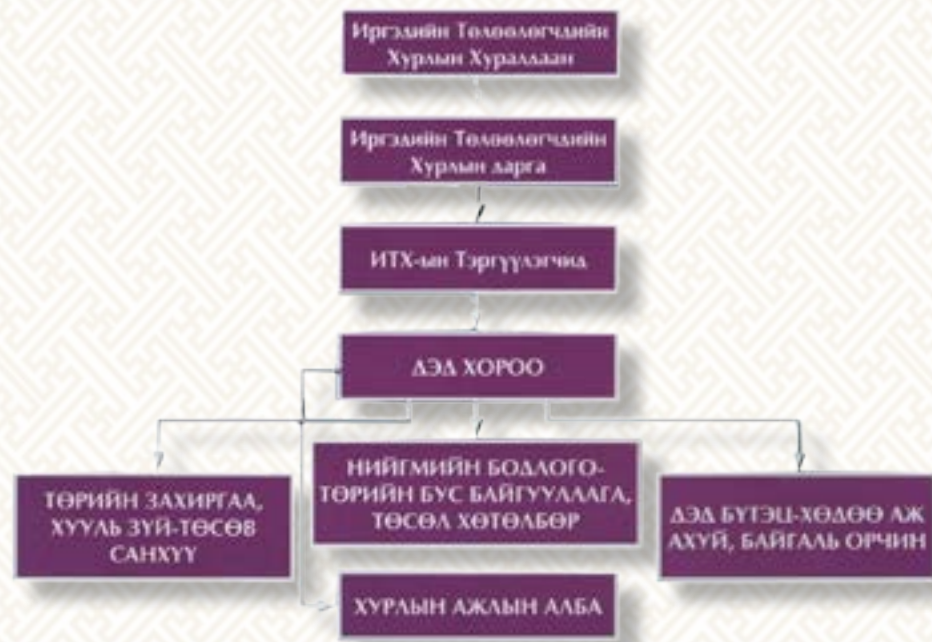 Иргэдийн Төлөөлөгчдийн
Хурлын Хуралдаан
Иргэдийн Төлөөлөгчдийн
Хурлын дарга
ИТХ-ын Тэргүүлэгчид
ДЭД ХОРОО
ТӨРИЙН ЗАХИРГАА,
ХУУЛЬ ЗҮЙ-ТӨСӨВ
САНХҮҮ
НИЙГМИЙН БОДЛОГО-
ТӨРИЙН БУС БАЙГУУЛЛАГА,
ТӨСӨЛ ХӨТӨЛБӨР
ДЭД БҮТЭЦ-ХӨДӨӨ АЖ
АХУЙ, БАЙГАЛЬ ОРЧИН
ХУРЛЫН АЖЛЫН АЛБА